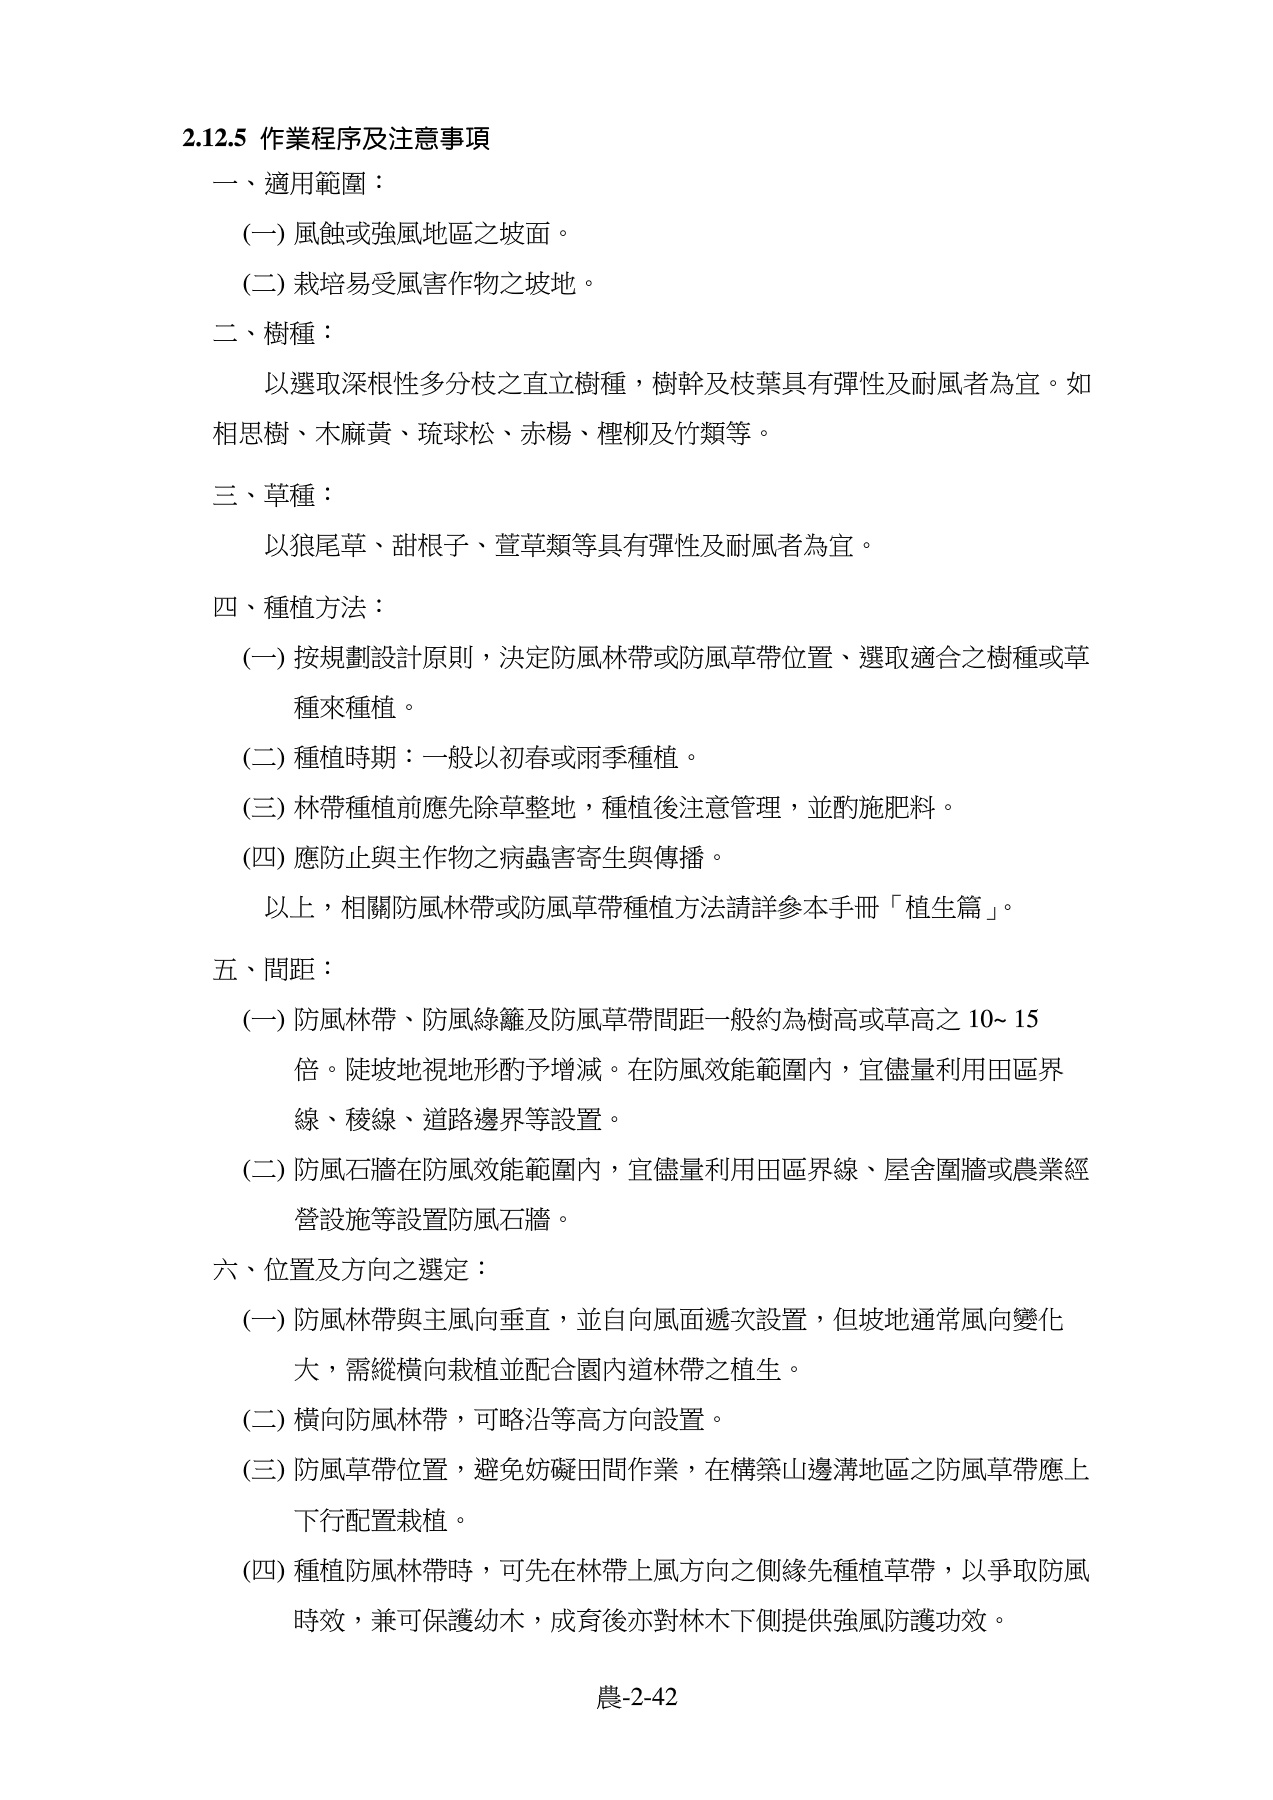 2.12.5 作業程序及注意事項
一、適用範圍：
(一) 風蝕或強風地區之坡面。
(二) 栽培易受風害作物之坡地。
二、樹種：
以選取深根性多分枝之直立樹種，樹幹及枝葉具有彈性及耐風者為宜。如
相思樹、木麻黃、琉球松、赤楊、檉柳及竹類等。
三、草種：
以狼尾草、甜根子、萱草類等具有彈性及耐風者為宜。
四、種植方法：
(一) 按規劃設計原則，決定防風林帶或防風草帶位置、選取適合之樹種或草
種來種植。
(二) 種植時期：一般以初春或雨季種植。
(三) 林帶種植前應先除草整地，種植後注意管理，並酌施肥料。
(四) 應防止與主作物之病蟲害寄生與傳播。
以上，相關防風林帶或防風草帶種植方法請詳參本手冊「植生篇」。
五、間距：
(一) 防風林帶、防風綠籬及防風草帶間距一般約為樹高或草高之 10~ 15
倍。陡坡地視地形酌予增減。在防風效能範圍內，宜儘量利用田區界
線、稜線、道路邊界等設置。
(二) 防風石牆在防風效能範圍內，宜儘量利用田區界線、屋舍圍牆或農業經
營設施等設置防風石牆。
六、位置及方向之選定：
(一) 防風林帶與主風向垂直，並自向風面遞次設置，但坡地通常風向變化
大，需縱橫向栽植並配合園內道林帶之植生。
(二) 橫向防風林帶，可略沿等高方向設置。
(三) 防風草帶位置，避免妨礙田間作業，在構築山邊溝地區之防風草帶應上
下行配置栽植。
(四) 種植防風林帶時，可先在林帶上風方向之側緣先種植草帶，以爭取防風
時效，兼可保護幼木，成育後亦對林木下側提供強風防護功效。
農-2-42